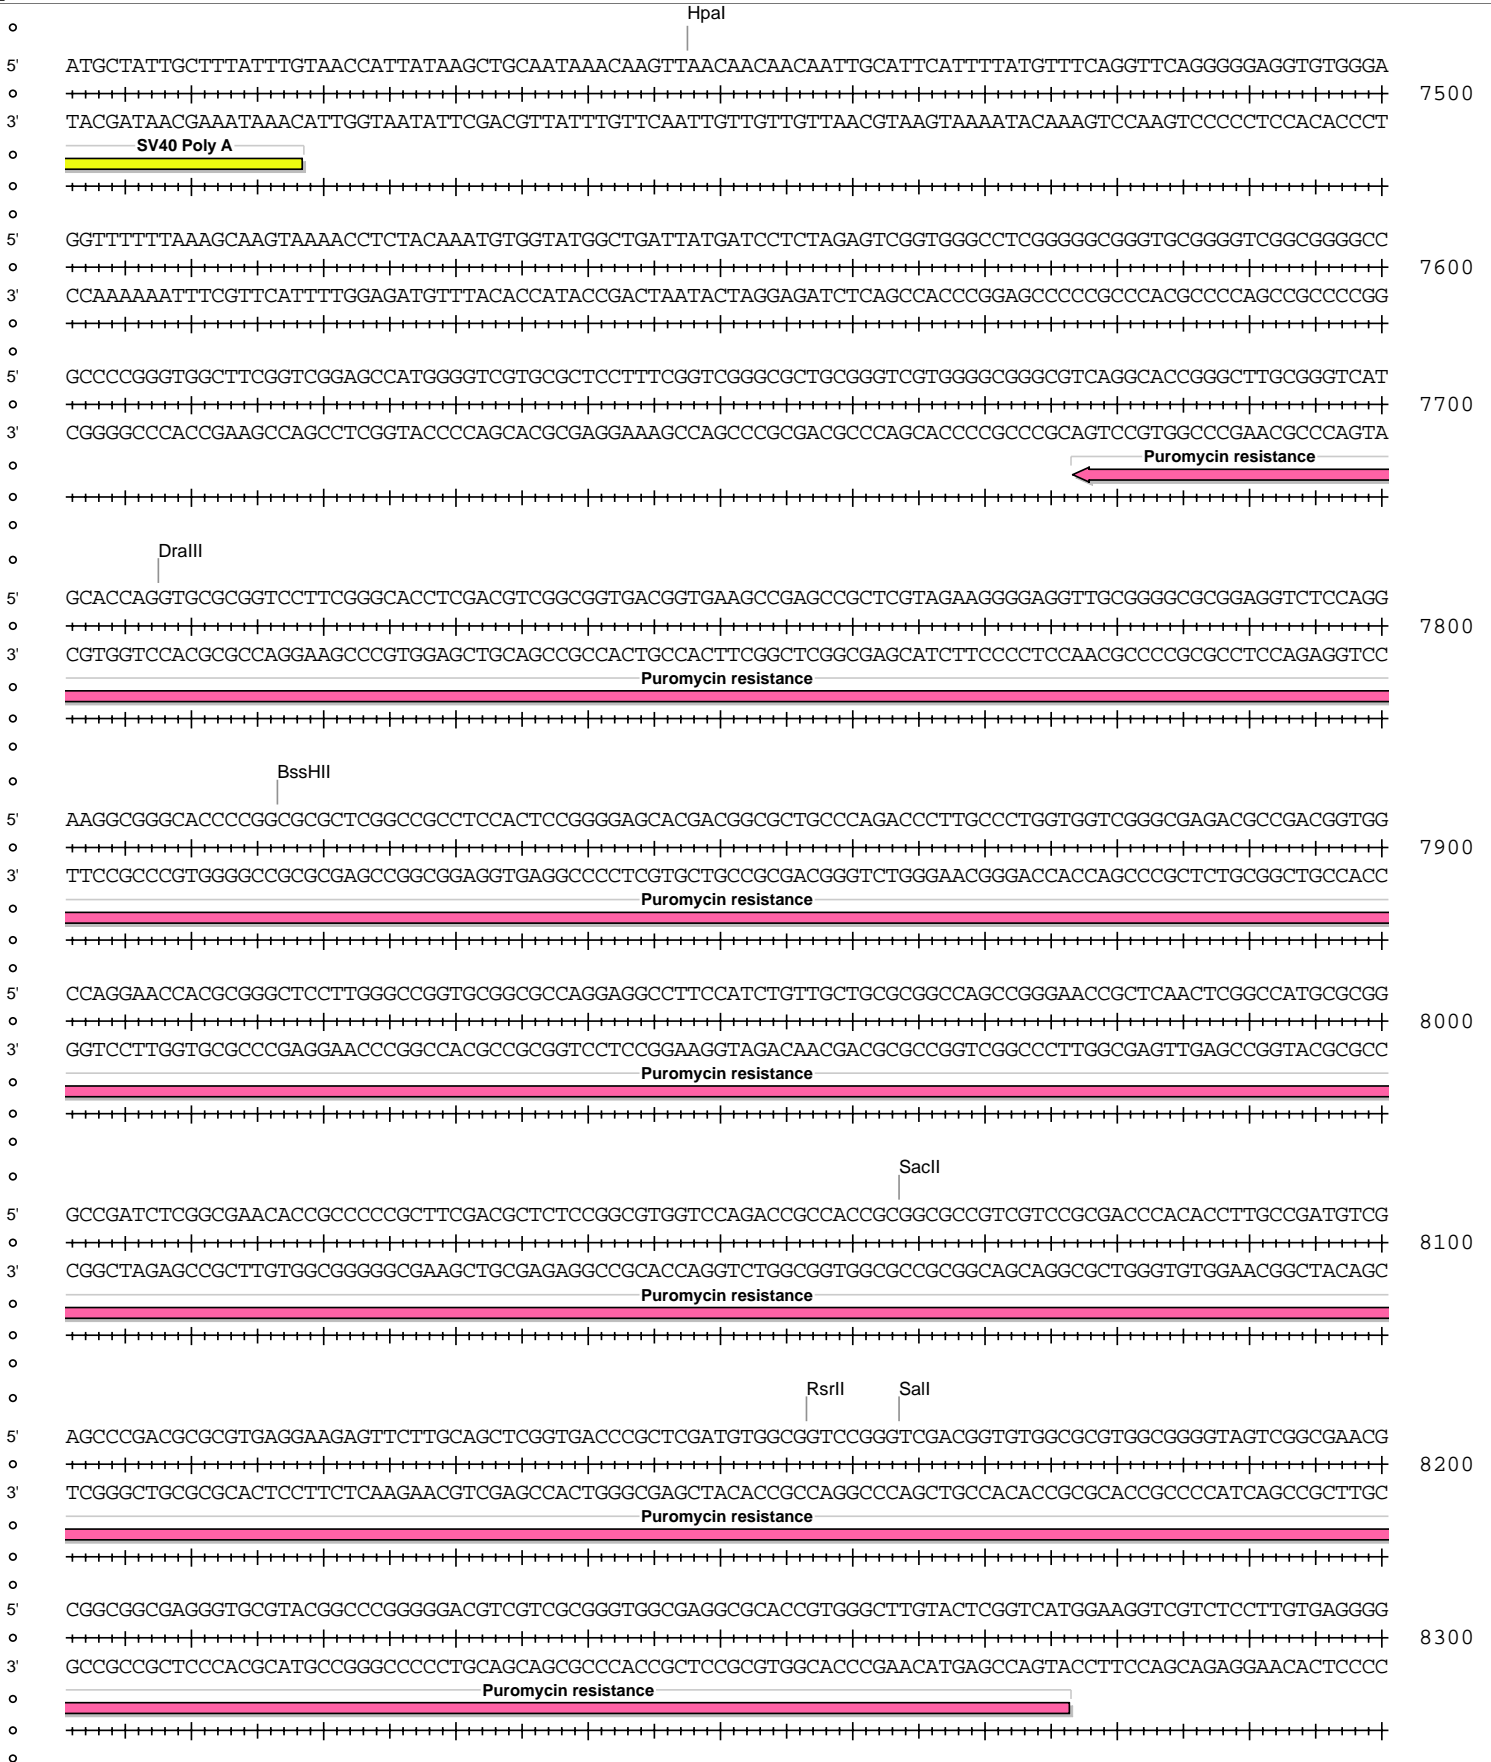 HpaI
5' ATGCTATTGCTTTATTTGTAACCATTATAAGCTGCAATAAACAAGTTAACAACAACAATTGCATTCATTTTATGTTTCAGGTTCAGGGGGAGGTGTGGGA
7500
3' TACGATAACGAAATAAACATTGGTAATATTCGACGTTATTTGTTCAATTGTTGTTGTTAACGTAAGTAAAATACAAAGTCCAAGTCCCCCTCCACACCCT
SV40 Poly A
5' GGTTTTTTAAAGCAAGTAAAACCTCTACAAATGTGGTATGGCTGATTATGATCCTCTAGAGTCGGTGGGCCTCGGGGGCGGGTGCGGGGTCGGCGGGGCC
7600
3' CCAAAAAATTTCGTTCATTTTGGAGATGTTTACACCATACCGACTAATACTAGGAGATCTCAGCCACCCGGAGCCCCCGCCCACGCCCCAGCCGCCCCGG
5' GCCCCGGGTGGCTTCGGTCGGAGCCATGGGGTCGTGCGCTCCTTTCGGTCGGGCGCTGCGGGTCGTGGGGCGGGCGTCAGGCACCGGGCTTGCGGGTCAT
7700
3' CGGGGCCCACCGAAGCCAGCCTCGGTACCCCAGCACGCGAGGAAAGCCAGCCCGCGACGCCCAGCACCCCGCCCGCAGTCCGTGGCCCGAACGCCCAGTA
Puromycin resistance
DraIII
5' GCACCAGGTGCGCGGTCCTTCGGGCACCTCGACGTCGGCGGTGACGGTGAAGCCGAGCCGCTCGTAGAAGGGGAGGTTGCGGGGCGCGGAGGTCTCCAGG
7800
3' CGTGGTCCACGCGCCAGGAAGCCCGTGGAGCTGCAGCCGCCACTGCCACTTCGGCTCGGCGAGCATCTTCCCCTCCAACGCCCCGCGCCTCCAGAGGTCC
Puromycin resistance
BssHII
5' AAGGCGGGCACCCCGGCGCGCTCGGCCGCCTCCACTCCGGGGAGCACGACGGCGCTGCCCAGACCCTTGCCCTGGTGGTCGGGCGAGACGCCGACGGTGG
7900
3' TTCCGCCCGTGGGGCCGCGCGAGCCGGCGGAGGTGAGGCCCCTCGTGCTGCCGCGACGGGTCTGGGAACGGGACCACCAGCCCGCTCTGCGGCTGCCACC
Puromycin resistance
5' CCAGGAACCACGCGGGCTCCTTGGGCCGGTGCGGCGCCAGGAGGCCTTCCATCTGTTGCTGCGCGGCCAGCCGGGAACCGCTCAACTCGGCCATGCGCGG
8000
3' GGTCCTTGGTGCGCCCGAGGAACCCGGCCACGCCGCGGTCCTCCGGAAGGTAGACAACGACGCGCCGGTCGGCCCTTGGCGAGTTGAGCCGGTACGCGCC
Puromycin resistance
SacII
5' GCCGATCTCGGCGAACACCGCCCCCGCTTCGACGCTCTCCGGCGTGGTCCAGACCGCCACCGCGGCGCCGTCGTCCGCGACCCACACCTTGCCGATGTCG
8100
3' CGGCTAGAGCCGCTTGTGGCGGGGGCGAAGCTGCGAGAGGCCGCACCAGGTCTGGCGGTGGCGCCGCGGCAGCAGGCGCTGGGTGTGGAACGGCTACAGC
Puromycin resistance
RsrII SalI
5' AGCCCGACGCGCGTGAGGAAGAGTTCTTGCAGCTCGGTGACCCGCTCGATGTGGCGGTCCGGGTCGACGGTGTGGCGCGTGGCGGGGTAGTCGGCGAACG
8200
3' TCGGGCTGCGCGCACTCCTTCTCAAGAACGTCGAGCCACTGGGCGAGCTACACCGCCAGGCCCAGCTGCCACACCGCGCACCGCCCCATCAGCCGCTTGC
Puromycin resistance
5' CGGCGGCGAGGGTGCGTACGGCCCGGGGGACGTCGTCGCGGGTGGCGAGGCGCACCGTGGGCTTGTACTCGGTCATGGAAGGTCGTCTCCTTGTGAGGGG
8300
3' GCCGCCGCTCCCACGCATGCCGGGCCCCCTGCAGCAGCGCCCACCGCTCCGCGTGGCACCCGAACATGAGCCAGTACCTTCCAGCAGAGGAACACTCCCC
Puromycin resistance